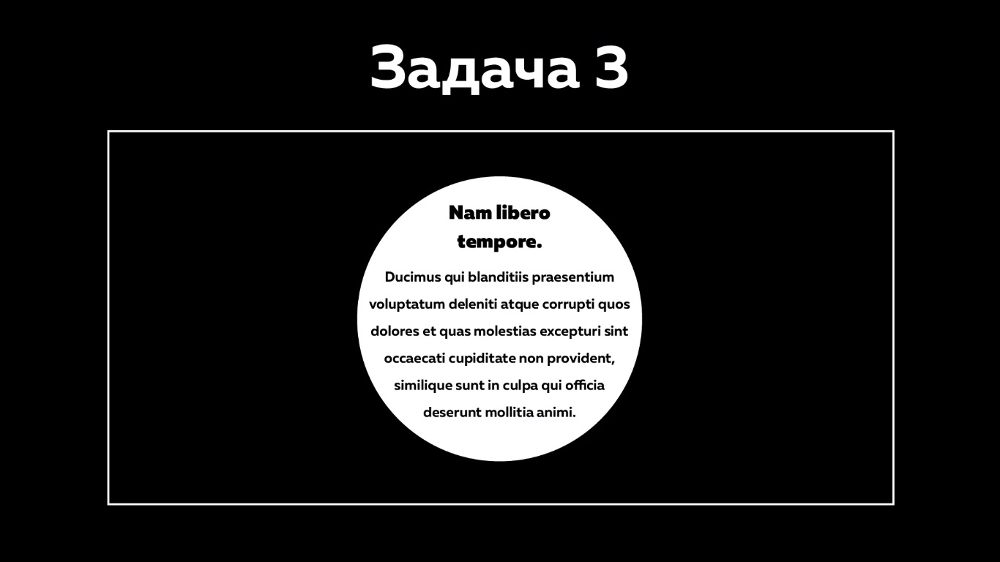 Задача 3
Nam libero
tempore.
Ducimus qui blanditiis praesentium
voluptatum deleniti atque corrupti quos
dolores et quas molestias excepturi sint
occaecati cupiditate non provident,
similique sunt in culpa qui officia
deserunt mollitia animi.